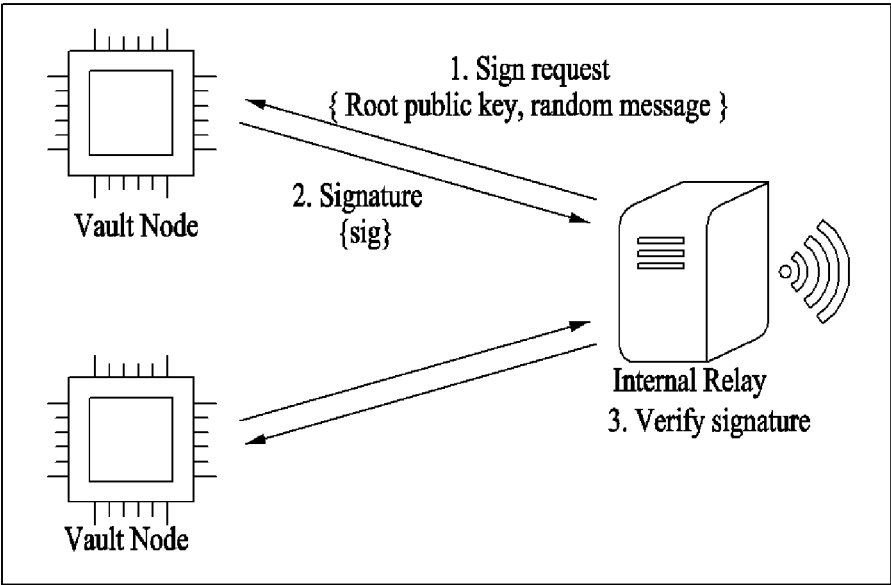 1. Sign request
{ Root public key, random message }
2. Signature
{sig}
Vault Node
Internal Relay
3. Verify signature
Vault Node